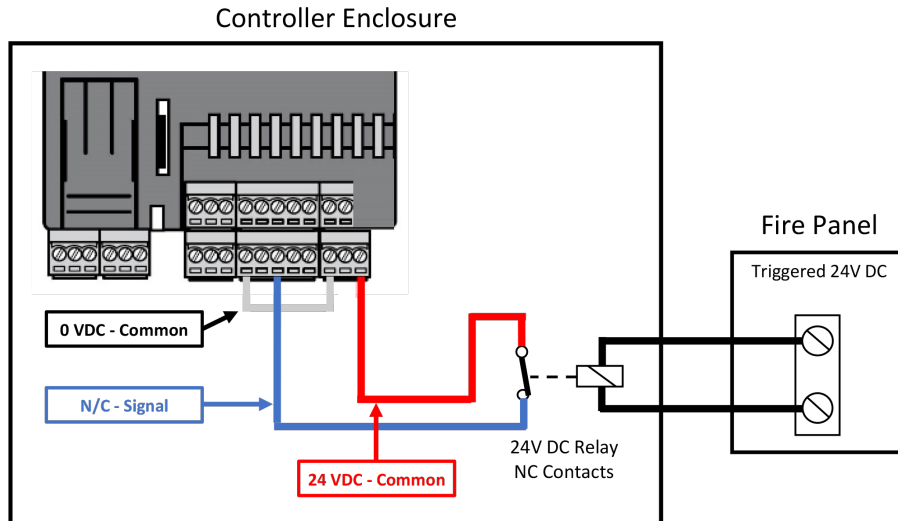 Controller Enclosure
Fire Panel
Triggered 24V DC
0 VDC - Common
N/C - Signal
24 VDC - Common
24V DC Relay
NC Contacts